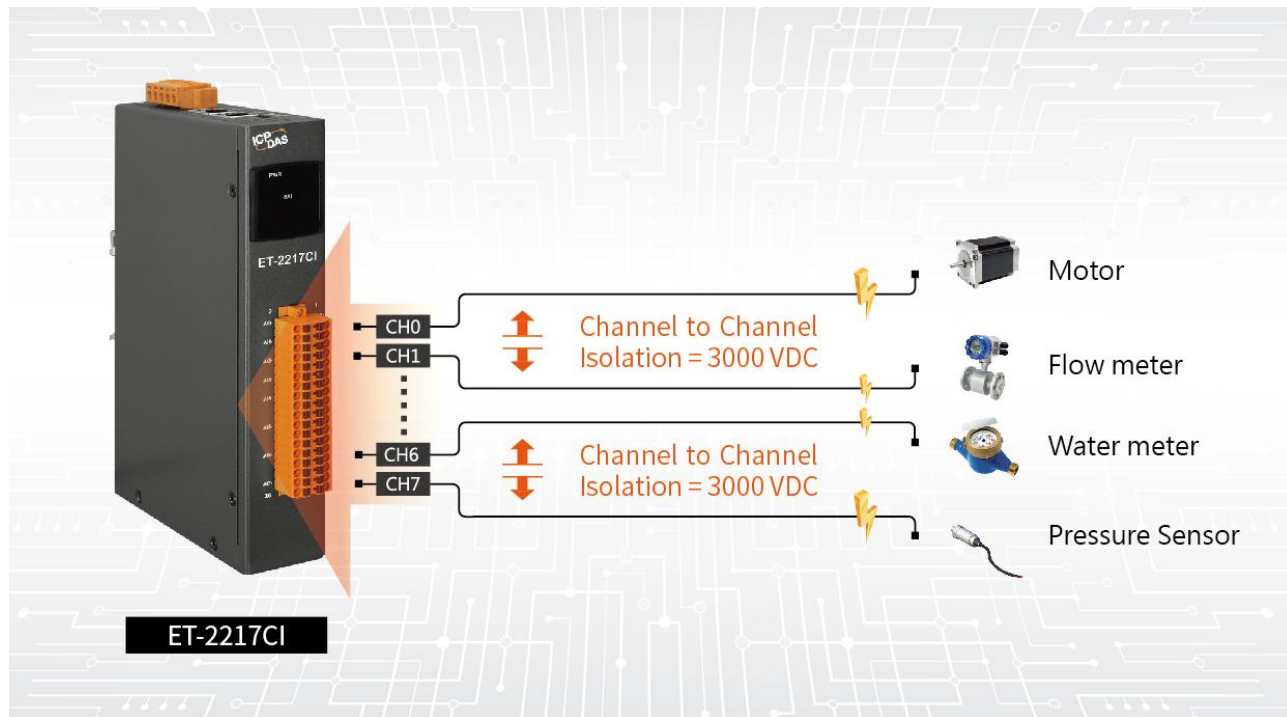 ICP DAS
PWR
ET-2217CI
CH0
CH1
CH6
CH7
Channel to Channel
Isolation = 3000 VDC
Channel to Channel
Isolation = 3000 VDC
Motor
Flow meter
Water meter
Pressure Sensor
ET-2217CI